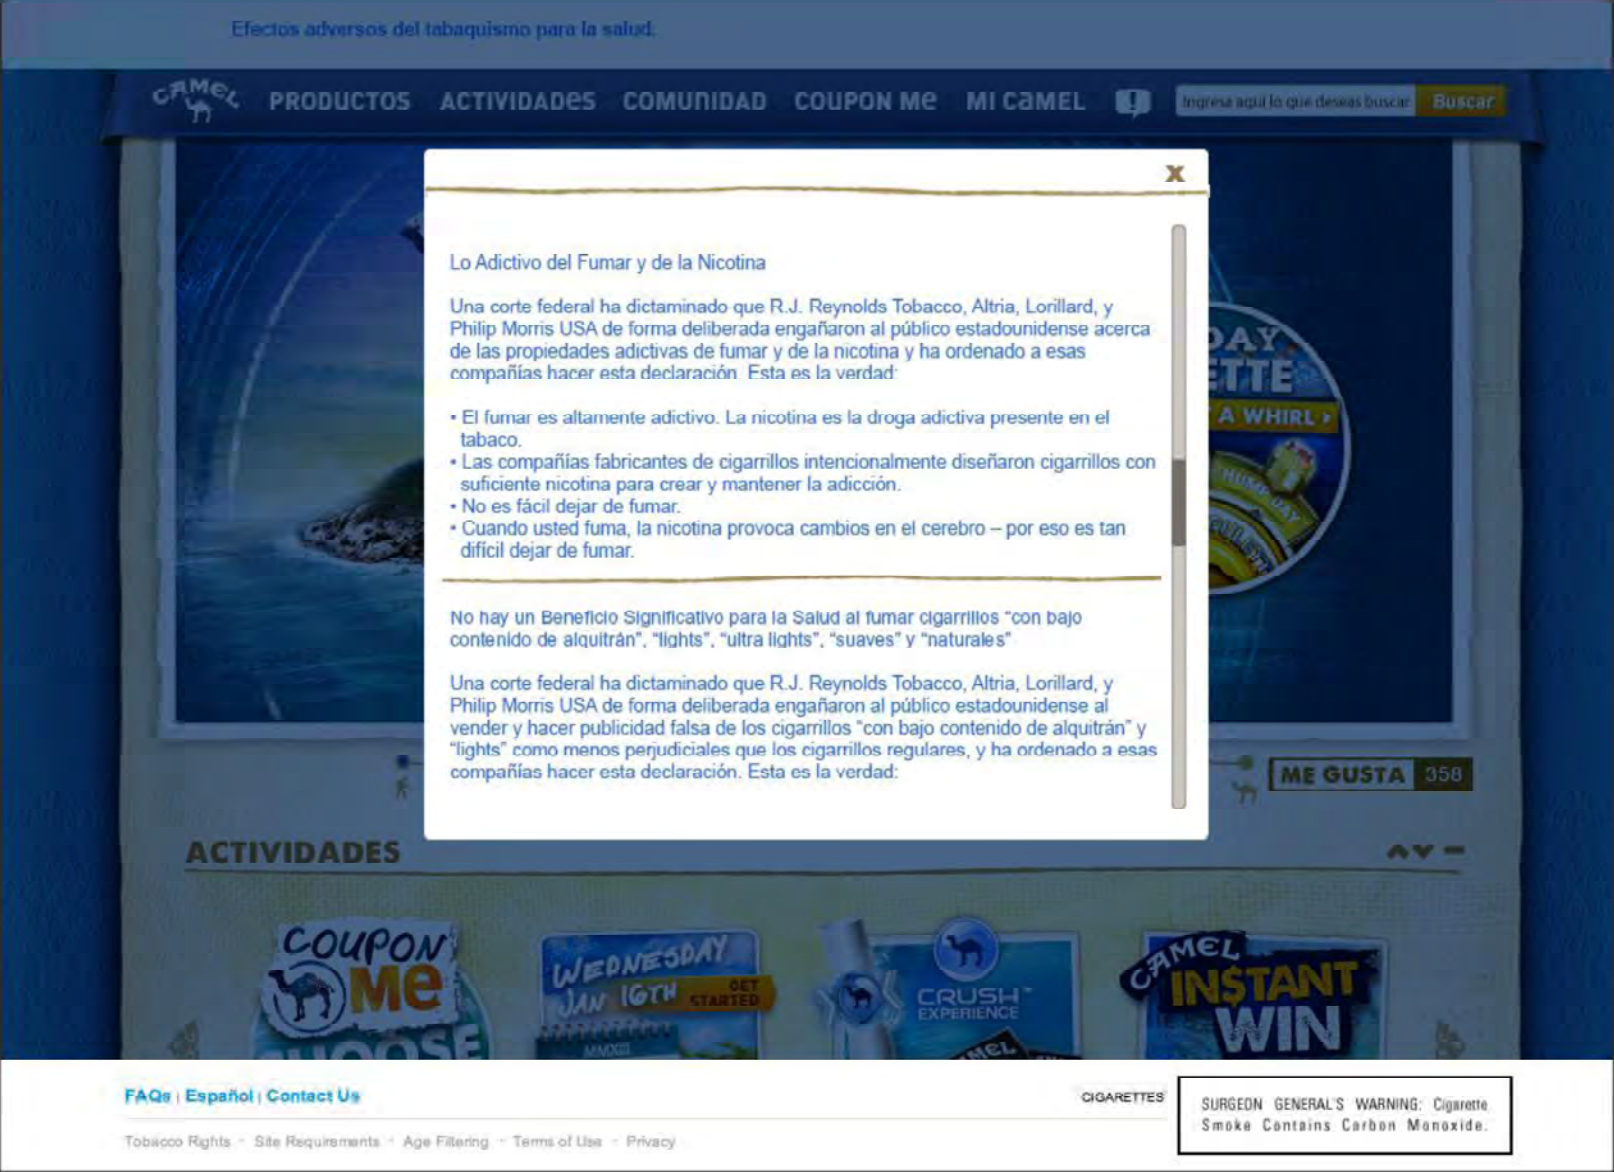 Efectos adversos del tabaquismo para la salud.
CAMEL PRODUCTOS ACTIVIDADES COMUNIDAD COUPON Me MI CAMEL ! Ingresa aquí lo que deseas buscar Buscar
x
Lo Adictivo del Fumar y de la Nicotina
Una corte federal ha dictaminado que R.J. Reynolds Tobacco, Altria, Lorillard, y
Philip Morris USA de forma deliberada engañaron al público estadounidense acerca
de las propiedades adictivas de fumar y de la nicotina y ha ordenado a esas
compañías hacer esta declaración. Esta es la verdad:
• El fumar es altamente adictivo. La nicotina es la droga adictiva presente en el
tabaco.
• Las compañías fabricantes de cigarrillos intencionalmente diseñaron cigarrillos con
suficiente nicotina para crear y mantener la adicción.
• No es fácil dejar de fumar.
• Cuando usted fuma, la nicotina provoca cambios en el cerebro – por eso es tan
difícil dejar de fumar.
No hay un Beneficio Significativo para la Salud al fumar cigarrillos "con bajo
contenido de alquitrán", "lights", "ultra lights", "suaves" y "naturales"
Una corte federal ha dictaminado que R.J. Reynolds Tobacco, Altria, Lorillard, y
Philip Morris USA de forma deliberada engañaron al público estadounidense al
vender y hacer publicidad falsa de los cigarrillos "con bajo contenido de alquitrán" y
"lights" como menos perjudiciales que los cigarrillos regulares, y ha ordenado a esas
compañías hacer esta declaración. Esta es la verdad:
DAY
ETTE
A WHIRL
HUMP DAY
ME GUSTA 358
ACTIVIDADES
COUPON
Me
CHOOSE
WEDNESDAY
JAN 16TH
GET
STARTED
CRUSH
EXPERIENCE
CAMEL
INSTANT
WIN
FAQs | Español | Contact Us
CIGARETTES
SURGEON GENERAL'S WARNING: Cigarette
Smoke Contains Carbon Monoxide.
Tobacco Rights - Site Requirements - Age Filtering - Terms of Use - Privacy